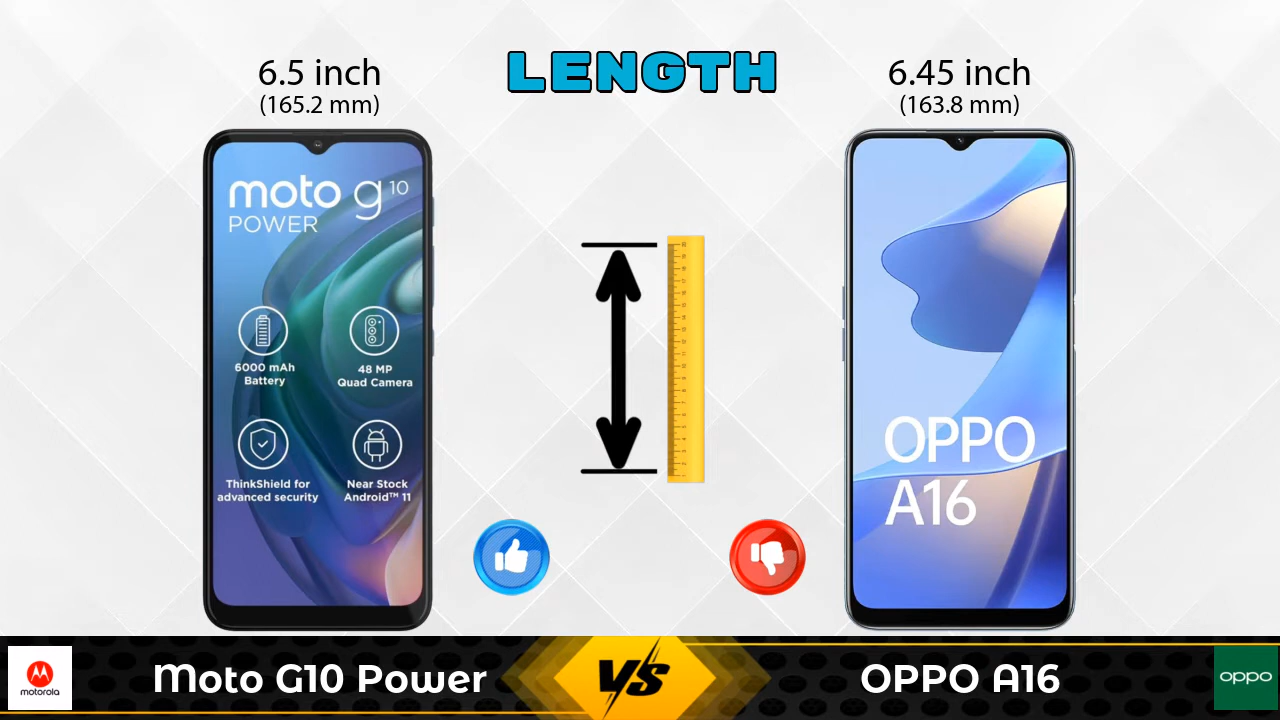 LENGTH
6.5 inch
(165.2 mm)
6.45 inch
(163.8 mm)
moto g 10
POWER
6000 mAh
Battery
48 MP
Quad Camera
ThinkShield for
advanced security
Near Stock
Android™ 11
OPPO
A16
motorola
Moto G10 Power
VS
OPPO A16
oppo